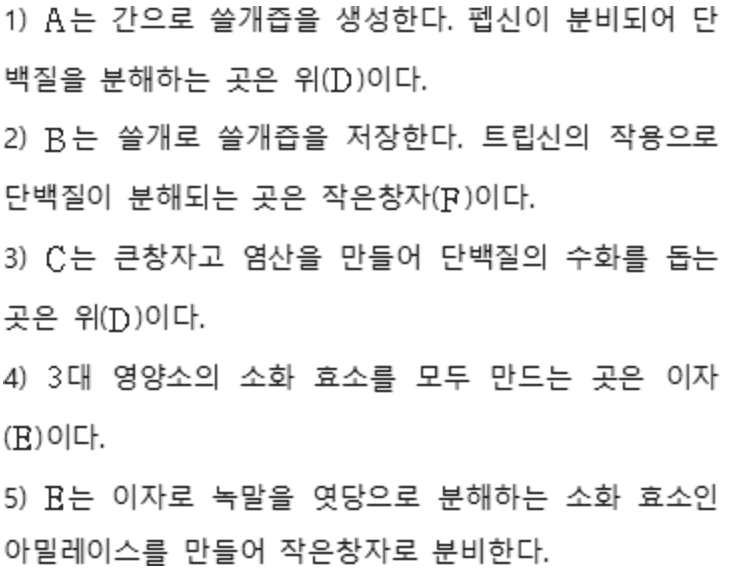 1) A는 간으로 쓸개즙을 생성한다. 펩신이 분비되어 단
백질을 분해하는 곳은 위(D)이다.
2) B는 쓸개로 쓸개즙을 저장한다. 트립신의 작용으로
단백질이 분해되는 곳은 작은창자(F)이다.
3) C는 큰창자고 염산을 만들어 단백질의 수화를 돕는
곳은 위(D)이다.
4) 3대 영양소의 소화 효소를 모두 만드는 곳은 이자
(E)이다.
5) E는 이자로 녹말을 엿당으로 분해하는 소화 효소인
아밀레이스를 만들어 작은창자로 분비한다.